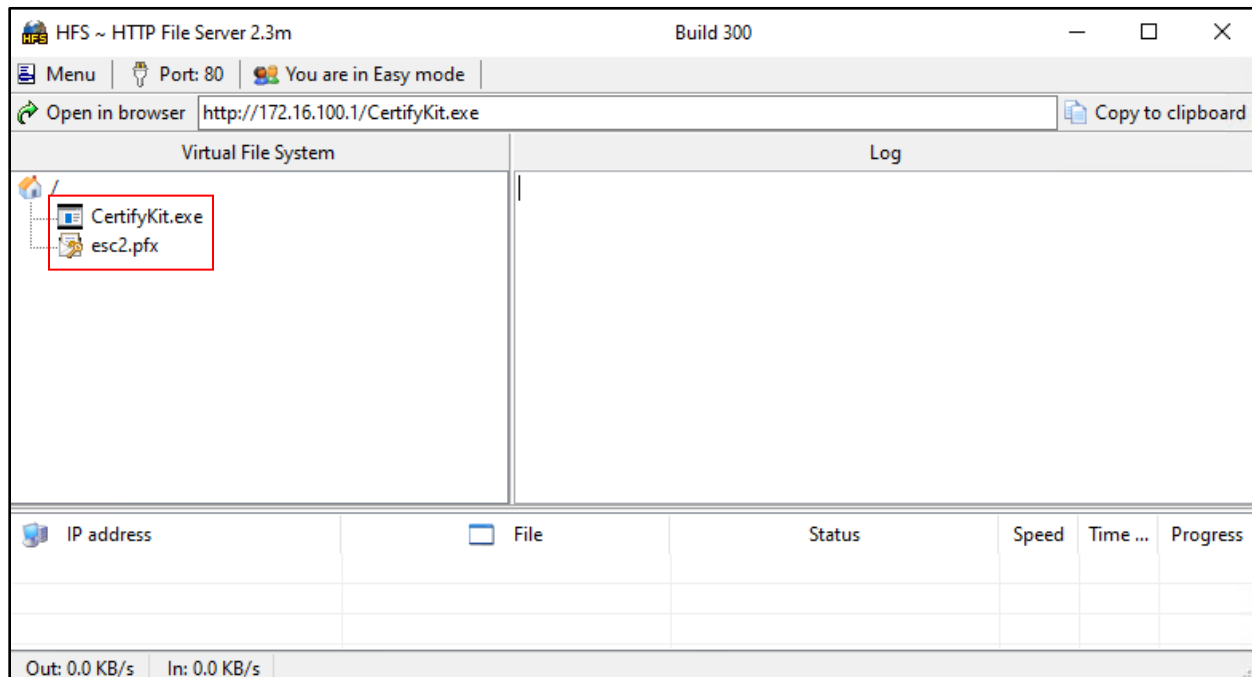 HFS ~ HTTP File Server 2.3m Build 300
Menu Port: 80 You are in Easy mode
Open in browser http://172.16.100.1/CertifyKit.exe Copy to clipboard
Virtual File System Log
/
CertifyKit.exe
esc2.pfx
IP address File Status Speed Time ... Progress
Out: 0.0 KB/s In: 0.0 KB/s